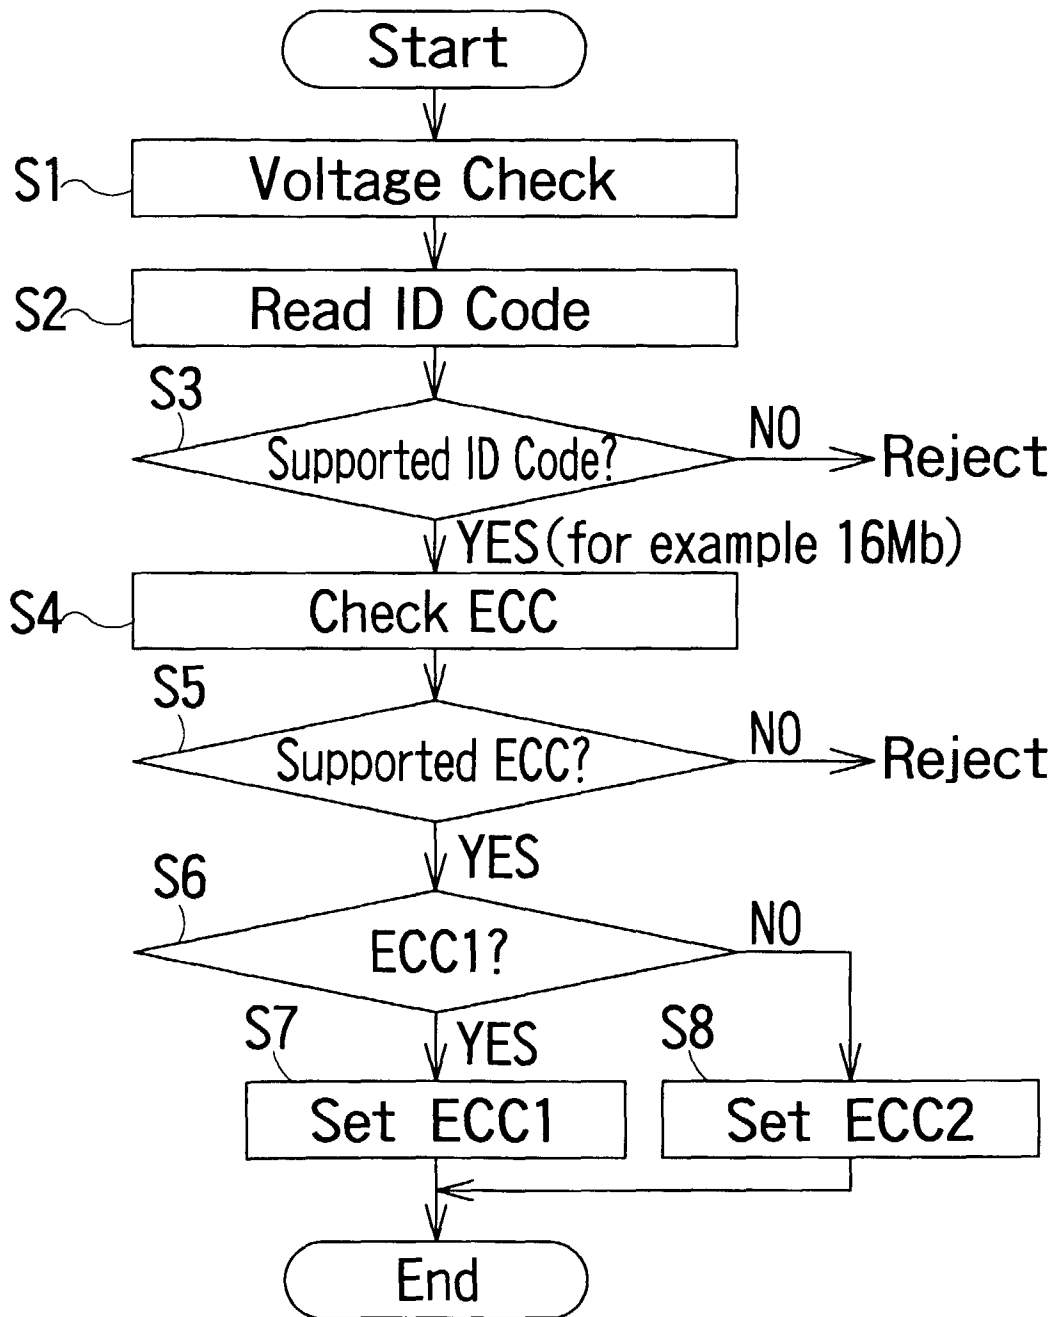 Start
S1
Voltage Check
S2
Read ID Code
S3
Supported ID Code?
NO
Reject
YES(for example 16Mb)
S4
Check ECC
S5
Supported ECC?
NO
Reject
YES
S6
ECC1?
NO
S7
YES
S8
Set ECC1
Set ECC2
End